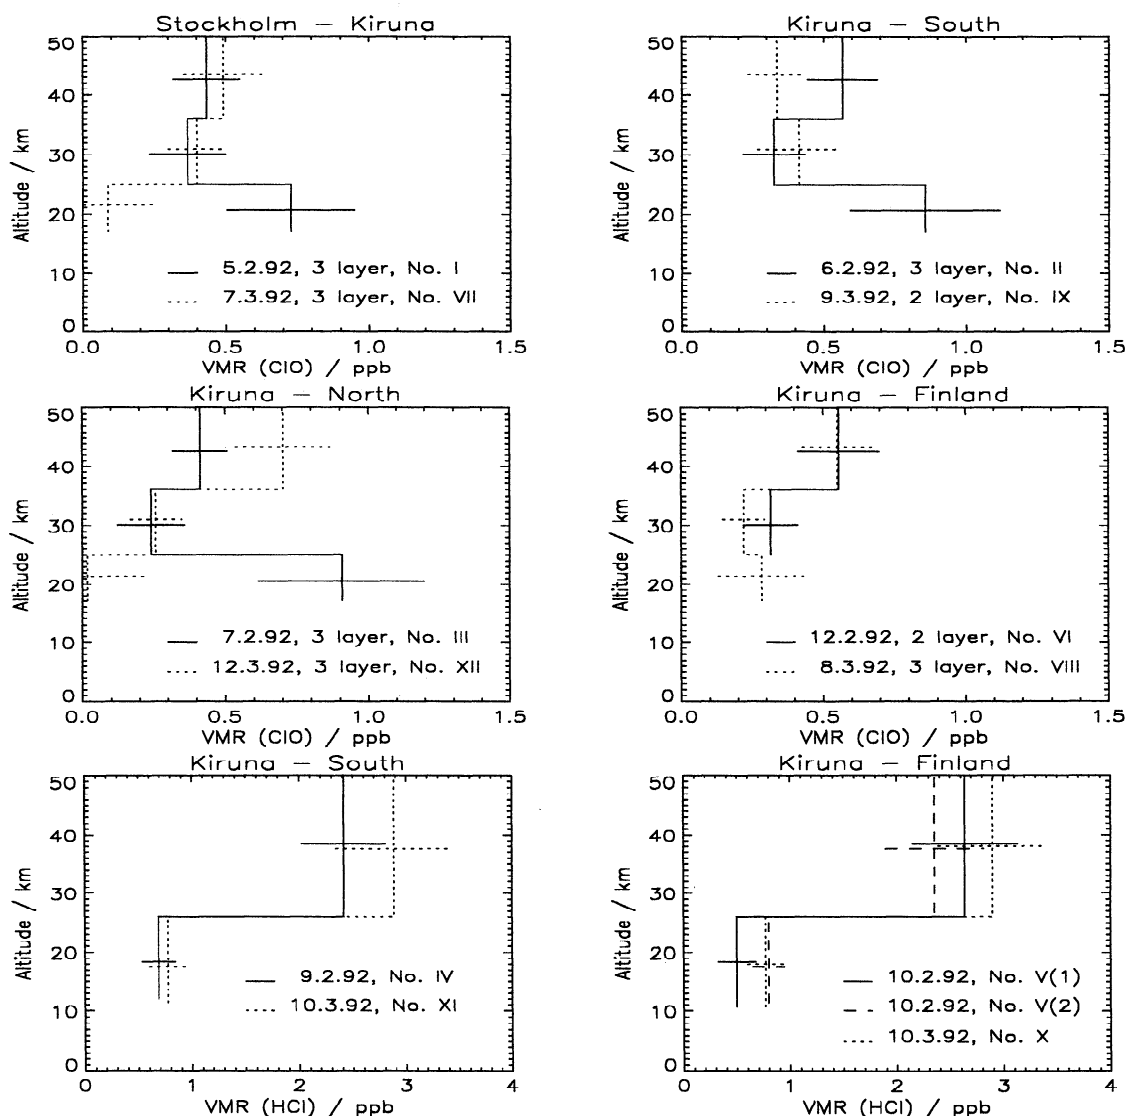 Stockholm – Kiruna
50
40
30
20
10
0
Altitude / km
5.2.92, 3 layer, No. I
7.3.92, 3 layer, No. VII
0.0 0.5 1.0 1.5
VMR (ClO) / ppb
Kiruna – South
50
40
30
20
10
0
Altitude / km
6.2.92, 3 layer, No. II
9.3.92, 2 layer, No. IX
0.0 0.5 1.0 1.5
VMR (ClO) / ppb
Kiruna – North
50
40
30
20
10
0
Altitude / km
7.2.92, 3 layer, No. III
12.3.92, 3 layer, No. XII
0.0 0.5 1.0 1.5
VMR (ClO) / ppb
Kiruna – Finland
50
40
30
20
10
0
Altitude / km
12.2.92, 2 layer, No. VI
8.3.92, 3 layer, No. VIII
0.0 0.5 1.0 1.5
VMR (ClO) / ppb
Kiruna – South
50
40
30
20
10
0
Altitude / km
9.2.92, No. IV
10.3.92, No. XI
0 1 2 3 4
VMR (HCl) / ppb
Kiruna – Finland
50
40
30
20
10
0
Altitude / km
10.2.92, No. V(1)
10.2.92, No. V(2)
10.3.92, No. X
0 1 2 3 4
VMR (HCl) / ppb